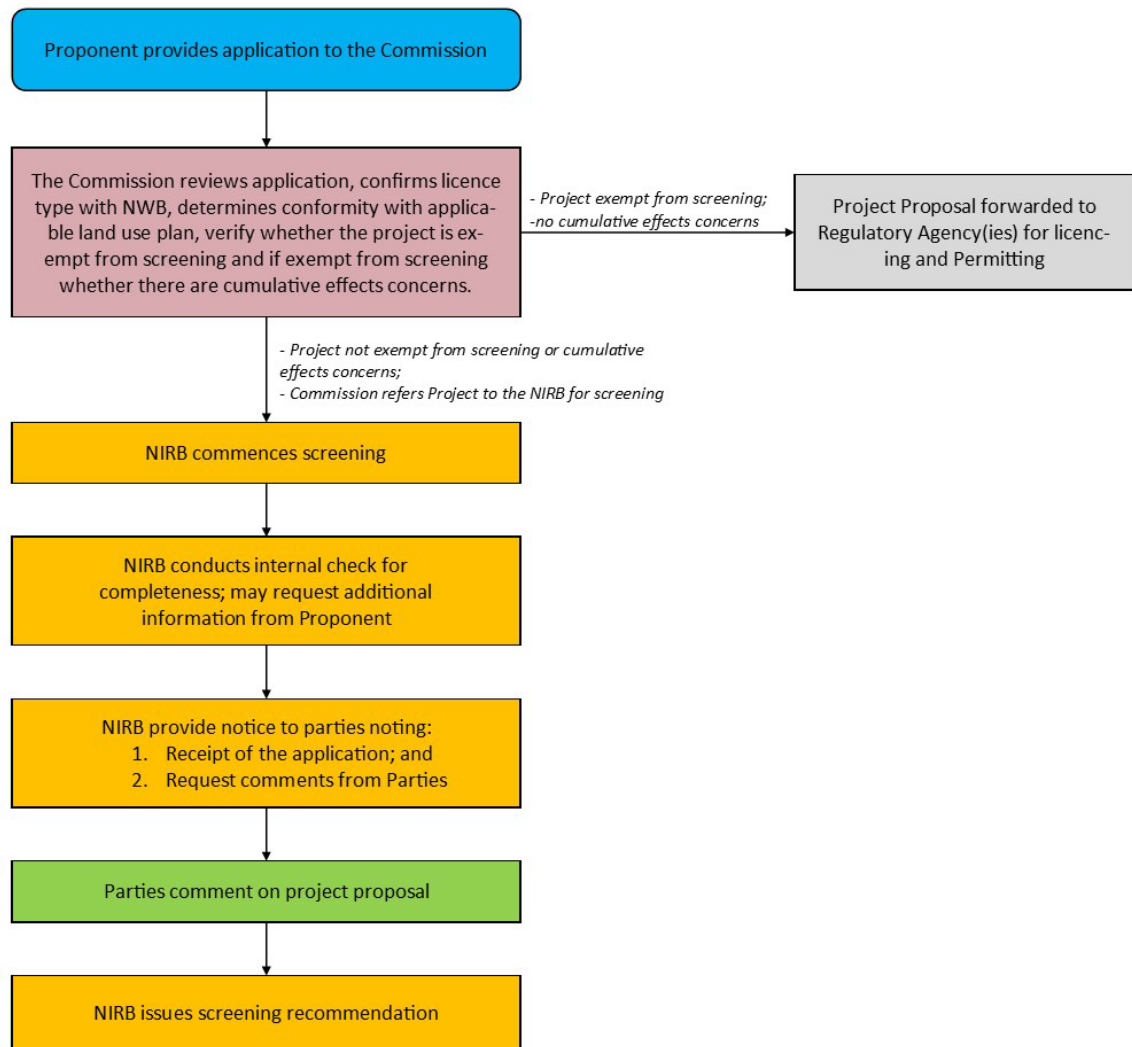 Proponent provides application to the Commission
The Commission reviews application, confirms licence
type with NWB, determines conformity with applica-
ble land use plan, verify whether the project is ex-
empt from screening and if exempt from screening
whether there are cumulative effects concerns.
- Project exempt from screening;
-no cumulative effects concerns
Project Proposal forwarded to
Regulatory Agency(ies) for licenc-
ing and Permitting
- Project not exempt from screening or cumulative
effects concerns;
- Commission refers Project to the NIRB for screening
NIRB commences screening
NIRB conducts internal check for
completeness; may request additional
information from Proponent
NIRB provide notice to parties noting:
1. Receipt of the application; and
2. Request comments from Parties
Parties comment on project proposal
NIRB issues screening recommendation